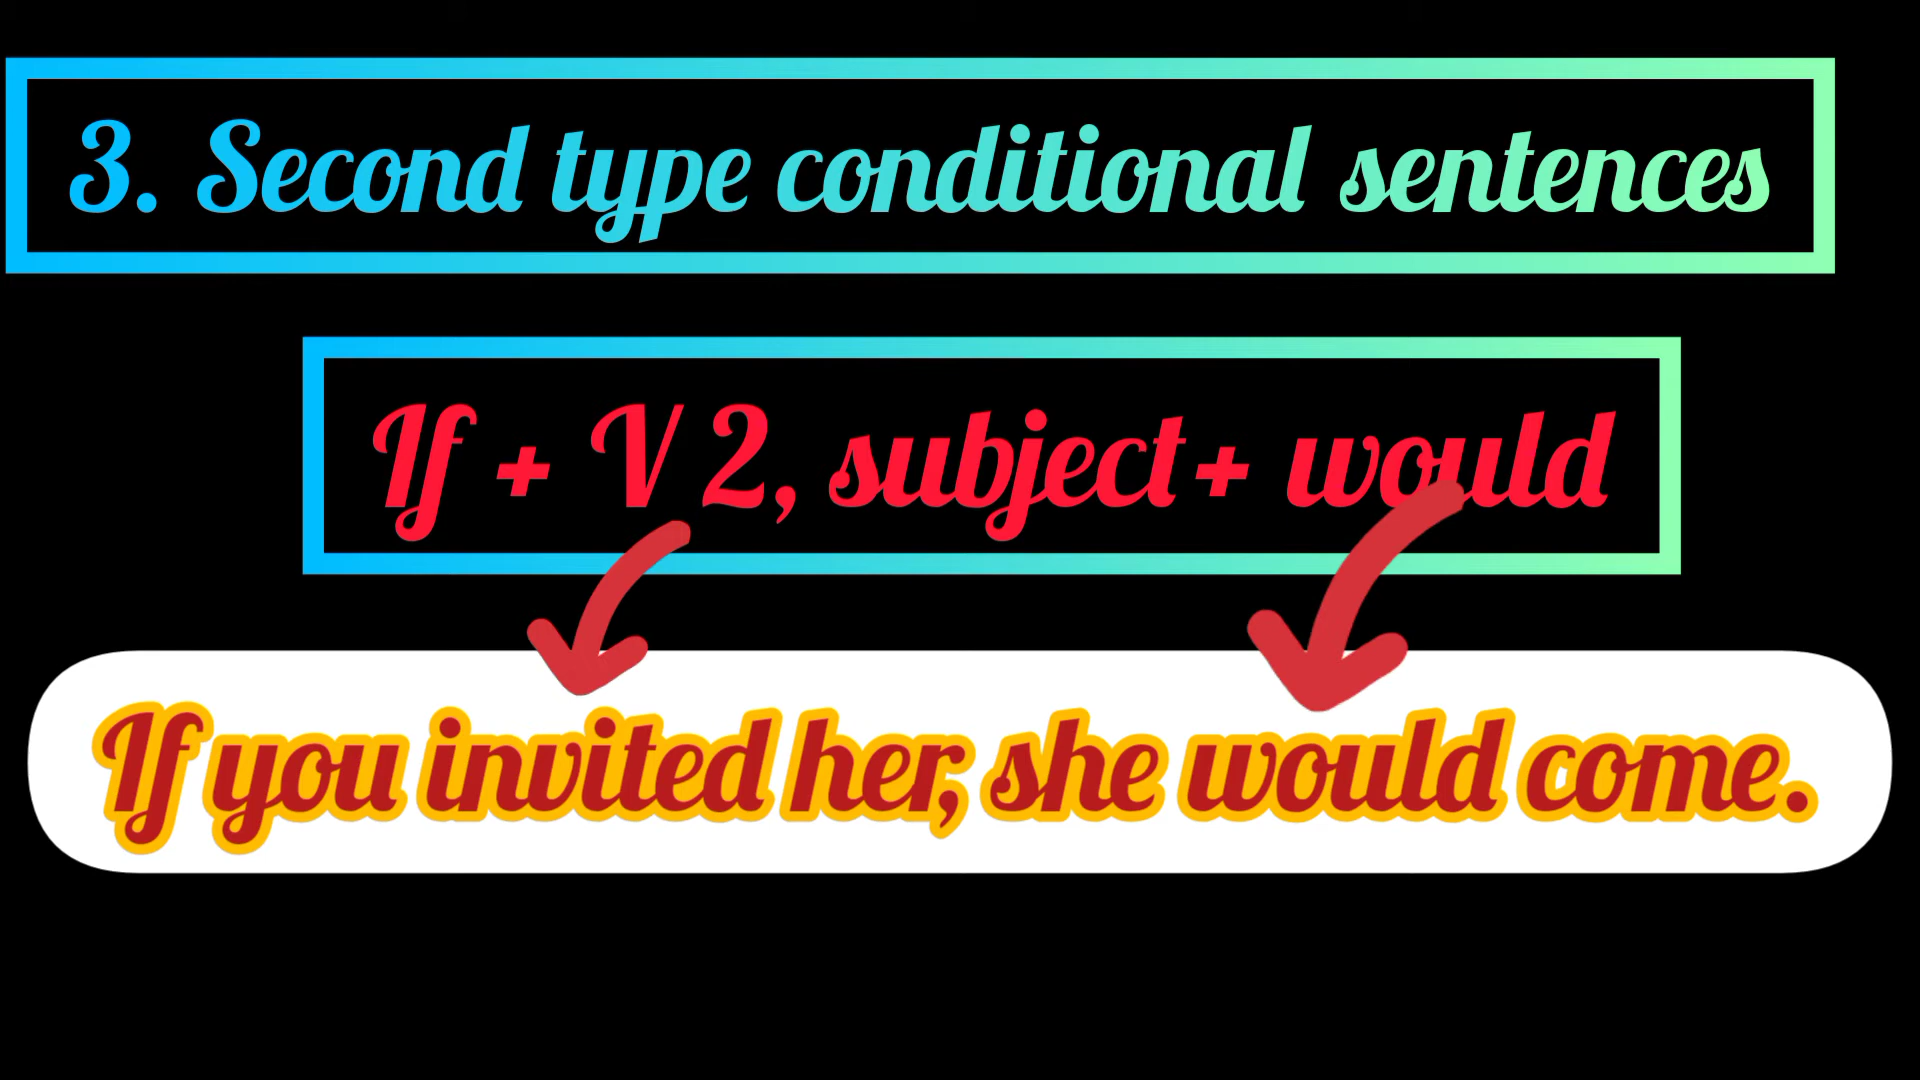 3. Second type conditional sentences
If + V 2, subject + would
If you invited her, she would come.